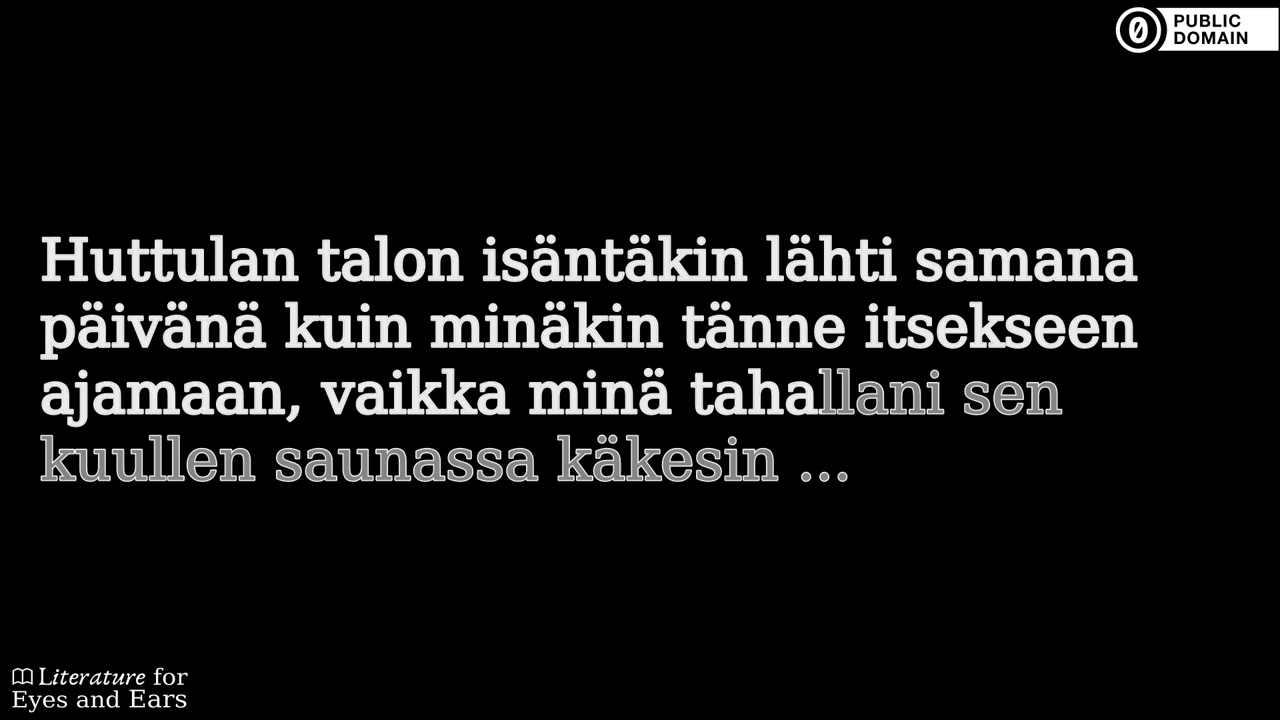 PUBLIC
DOMAIN
Huttulan talon isäntäkin lähti samana
päivänä kuin minäkin tänne itsekseen
ajamaan, vaikka minä tahallani sen
kuullen saunassa käkesin ...
Literature for
Eyes and Ears